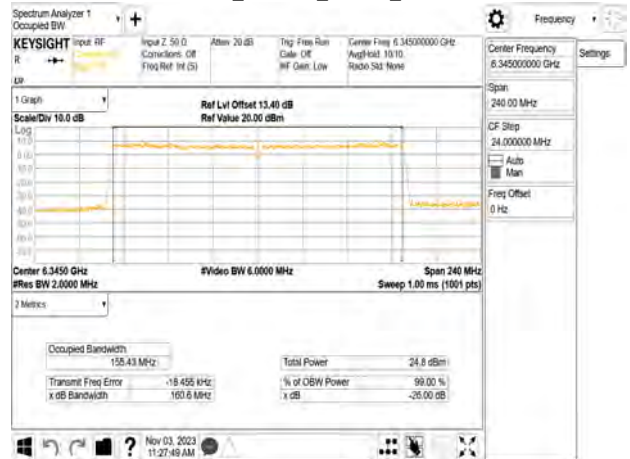 Spectrum Analyzer 1
Occupied BW
Frequency
KEYSIGHT
Input: RF
Input Z: 50 Ω
Atten: 20 dB
Trig: Free Run
Center Freq: 6.345000000 GHz
R
Corrections: Off
Gate: Off
Avg|Hold: 10/10
Freq Ref: Int (S)
#IF Gain: Low
Radio Std: None
Center Frequency
6.345000000 GHz
Settings
Span
240.00 MHz
CF Step
24.000000 MHz
Auto
Man
Freq Offset
0 Hz
1 Graph
Ref Lvl Offset 13.40 dB
Scale/Div 10.0 dB
Ref Value 20.00 dBm
Log
Center 6.3450 GHz
#Video BW 6.0000 MHz
Span 240 MHz
#Res BW 2.0000 MHz
Sweep 1.00 ms (1001 pts)
2 Metrics
Occupied Bandwidth
155.43 MHz
Total Power
24.8 dBm
Transmit Freq Error
-18.455 kHz
% of OBW Power
99.00 %
x dB Bandwidth
160.6 MHz
x dB
-26.00 dB
Nov 03, 2023
11:27:49 AM